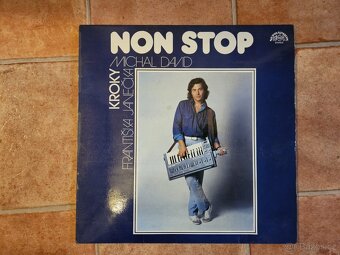 NON STOP
MICHAL DAVID
KROKY
FRANTIŠKA JANEČKA